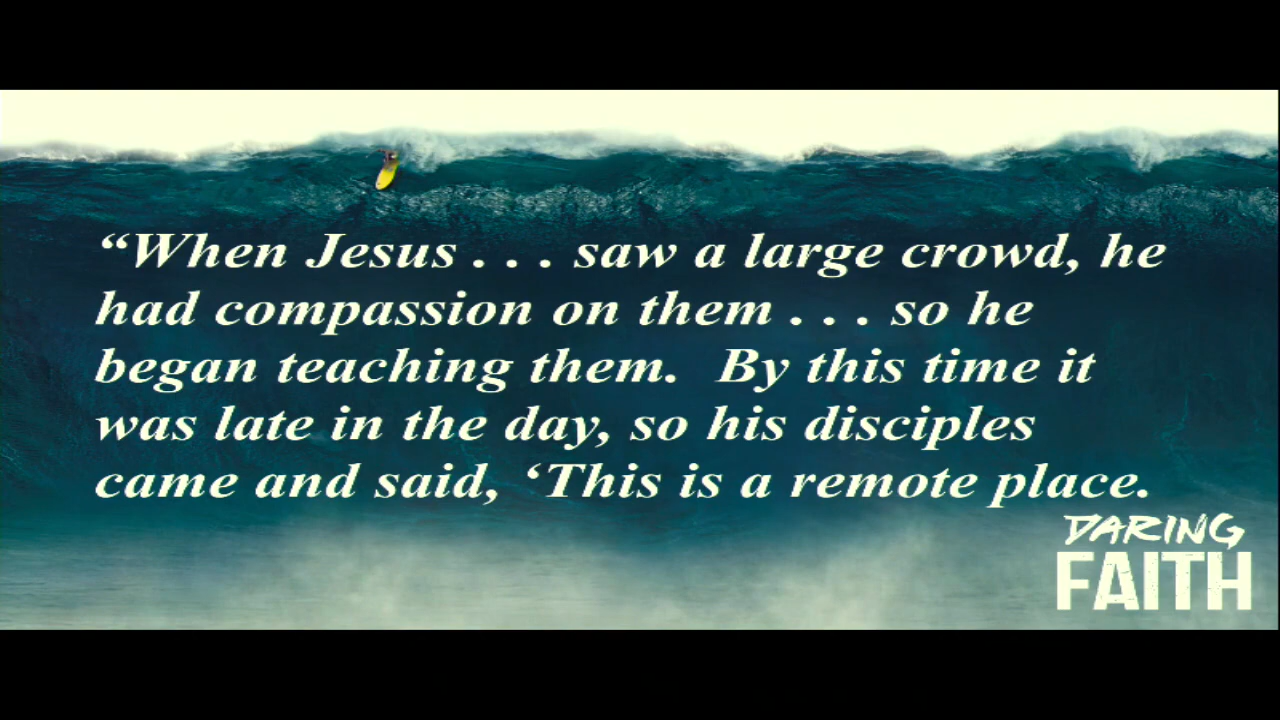 “When Jesus . . . saw a large crowd, he
had compassion on them . . . so he
began teaching them.  By this time it
was late in the day, so his disciples
came and said, ‘This is a remote place.
DARING
FAITH